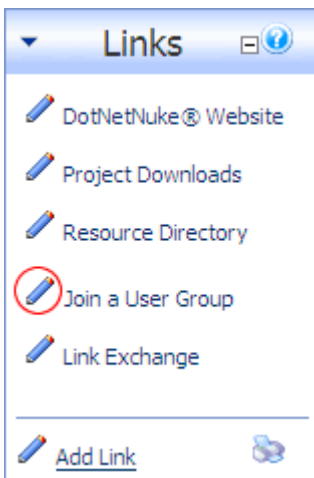 Links
DotNetNuke® Website
Project Downloads
Resource Directory
Join a User Group
Link Exchange
Add Link